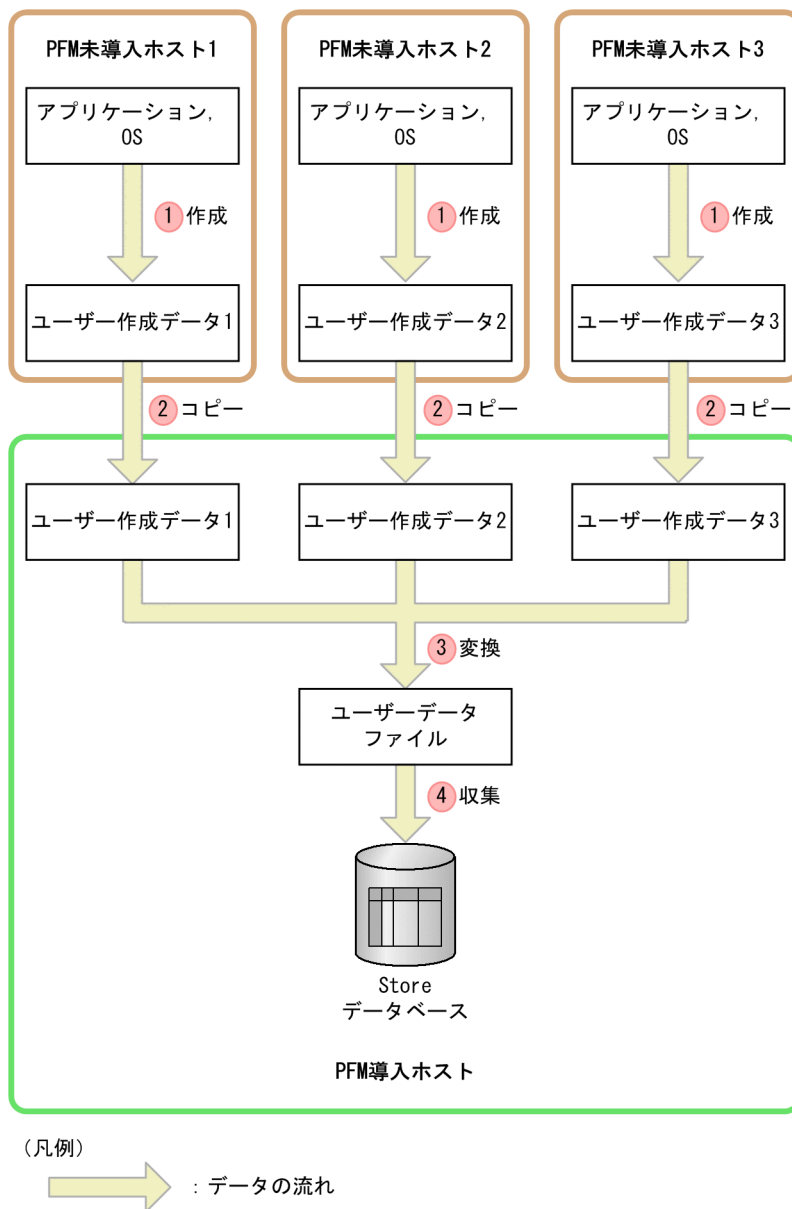 PFM未導入ホスト1
PFM未導入ホスト2
PFM未導入ホスト3
アプリケーション,
OS
アプリケーション,
OS
アプリケーション,
OS
1 作成
1 作成
1 作成
ユーザー作成データ1
ユーザー作成データ2
ユーザー作成データ3
2 コピー
2 コピー
2 コピー
ユーザー作成データ1
ユーザー作成データ2
ユーザー作成データ3
3 変換
ユーザーデータ
ファイル
4 収集
Store
データベース
PFM導入ホスト
(凡例)
: データの流れ